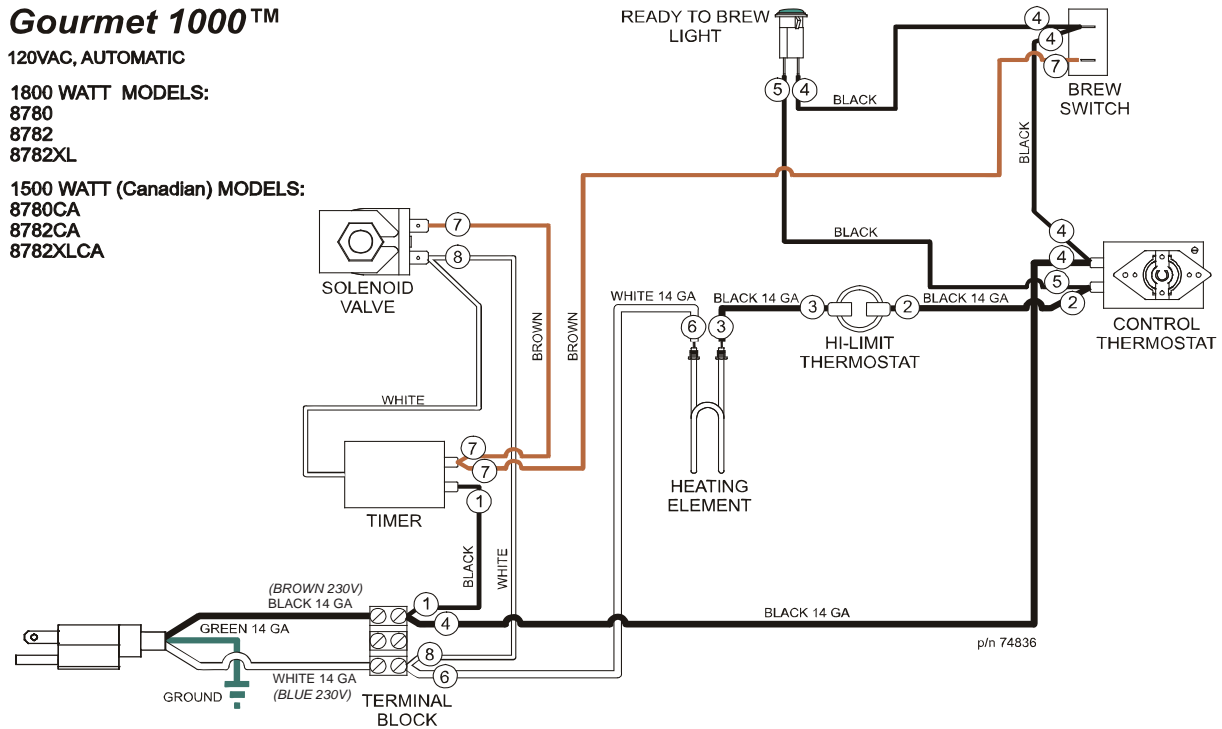 Gourmet 1000™
120VAC, AUTOMATIC
1800 WATT MODELS:
8780
8782
8782XL
1500 WATT (Canadian) MODELS:
8780CA
8782CA
8782XLCA
READY TO BREW
LIGHT
5
4
BLACK
4
4
7
BREW
SWITCH
BLACK
BLACK
4
4
5
2
CONTROL
THERMOSTAT
SOLENOID
VALVE
7
8
BROWN
BROWN
WHITE 14 GA
BLACK 14 GA
BLACK 14 GA
6
3
3
2
HI-LIMIT
THERMOSTAT
HEATING
ELEMENT
WHITE
TIMER
7
7
1
BLACK
WHITE
(BROWN 230V)
BLACK 14 GA
GREEN 14 GA
1
4
BLACK 14 GA
p/n 74836
8
6
WHITE 14 GA
(BLUE 230V)
GROUND
TERMINAL
BLOCK